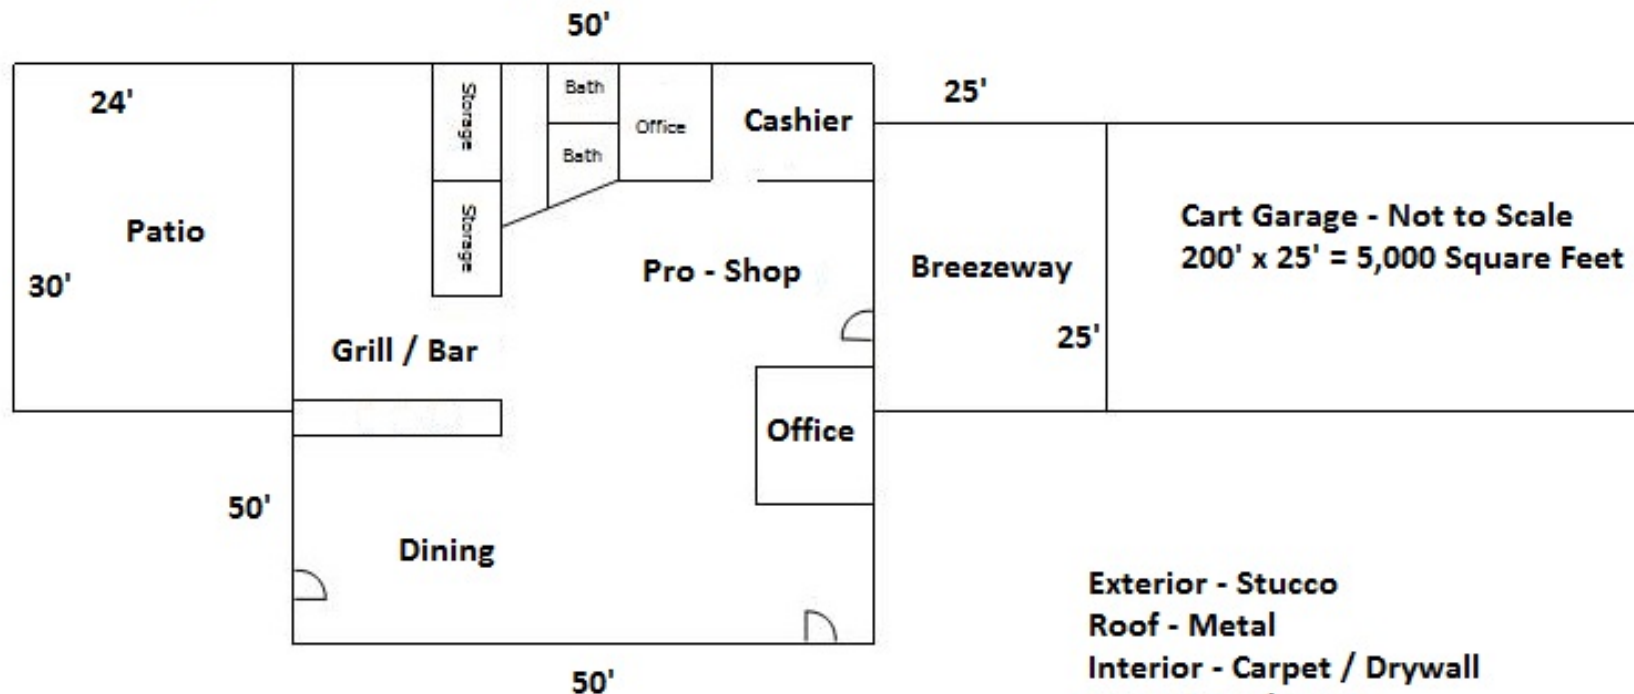 50'
24'
Storage
Bath
Office
Cashier
25'
Bath
Patio
Storage
Cart Garage - Not to Scale
200' x 25' = 5,000 Square Feet
Pro - Shop
Breezeway
30'
25'
Grill / Bar
Office
50'
Dining
Exterior - Stucco
Roof - Metal
Interior - Carpet / Drywall
50'